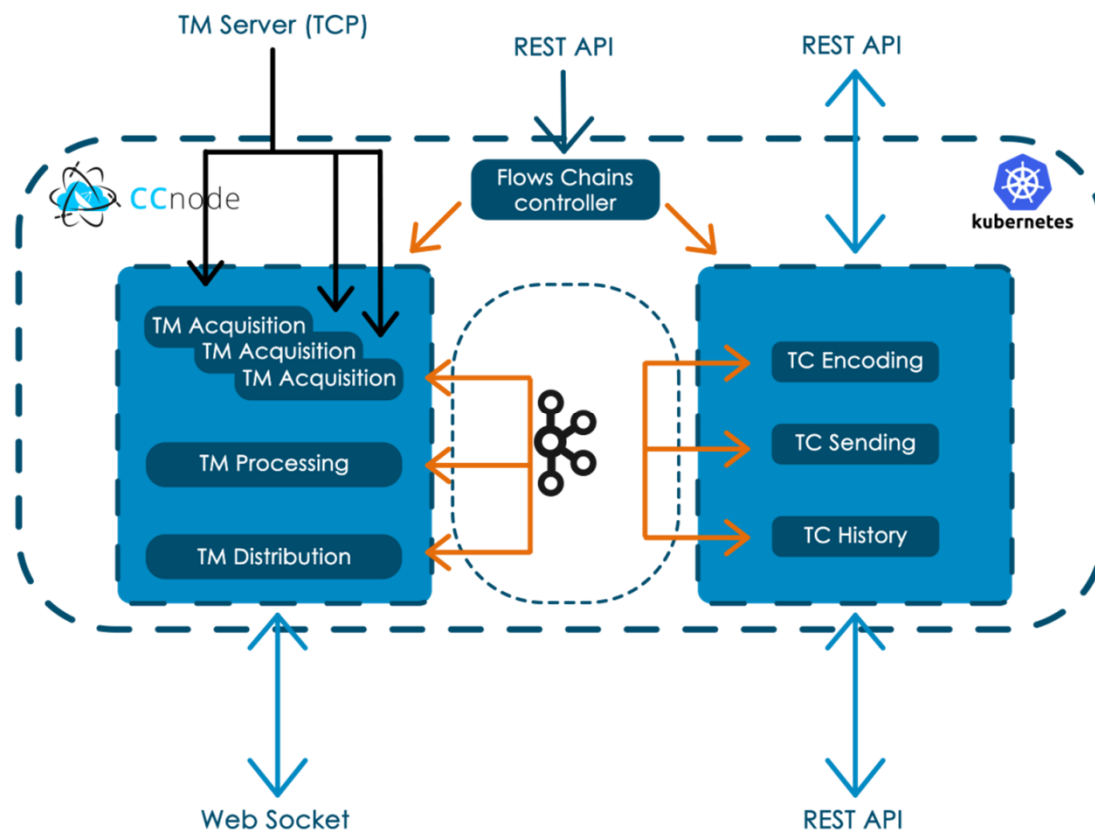 TM Server (TCP)
REST API
REST API
CCnode
Flows Chains
controller
kubernetes
TM Acquisition
TM Acquisition
TM Acquisition
TM Processing
TM Distribution
TC Encoding
TC Sending
TC History
Web Socket
REST API